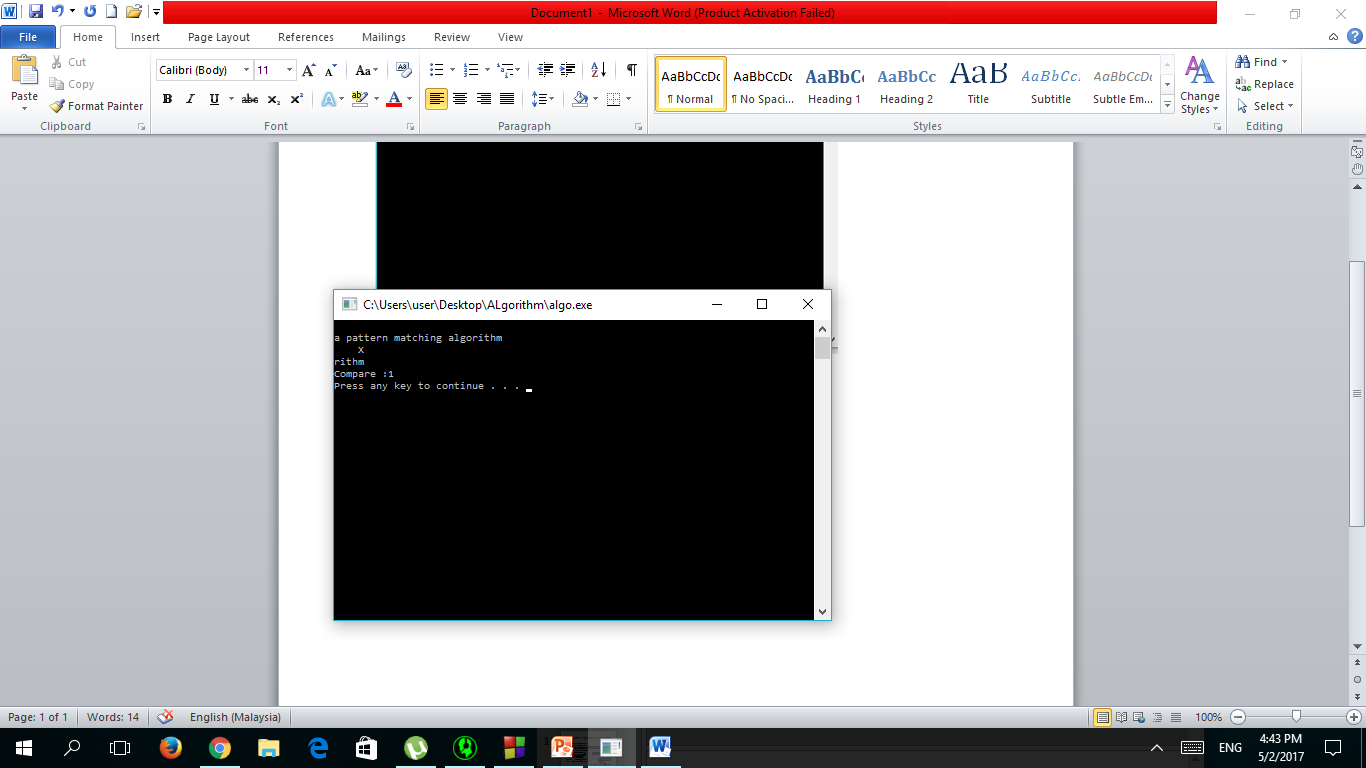 Document1 - Microsoft Word (Product Activation Failed)
File Home Insert Page Layout References Mailings Review View
Paste
Cut
Copy
Format Painter
Clipboard
Calibri (Body) 11
Font
Paragraph
AaBbCcDc AaBbCcDc AaBbC AaBbCc AaB AaBbCc. AaBbCcDc
¶ Normal ¶ No Spaci... Heading 1 Heading 2 Title Subtitle Subtle Em...
Change
Styles
Styles
Find
Replace
Select
Editing
C:\Users\user\Desktop\ALgorithm\algo.exe
a pattern matching algorithm
X
rithm
Compare :1
Press any key to continue . . .
Page: 1 of 1 Words: 14 English (Malaysia) 100%
ENG
4:43 PM
5/2/2017